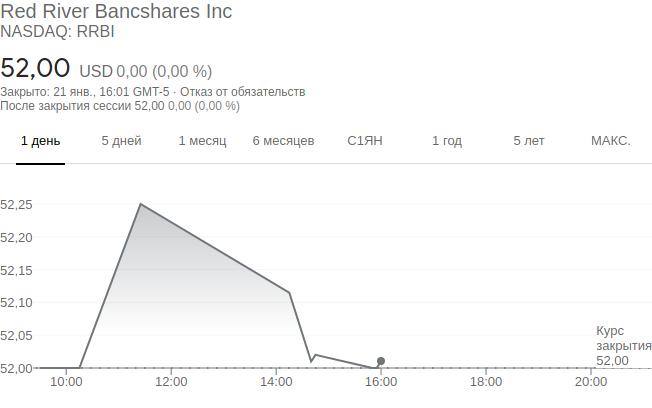 Red River Bancshares Inc
NASDAQ: RRBI
52,00 USD 0,00 (0,00 %)
Закрыто: 21 янв., 16:01 GMT-5 · Отказ от обязательств
После закрытия сессии 52,00 0,00 (0,00 %)
1 день 5 дней 1 месяц 6 месяцев С1ЯН 1 год 5 лет МАКС.
52,25
52,20
52,15
52,10
52,05
52,00
Курс
закрытия
52,00
10:00 12:00 14:00 16:00 18:00 20:00